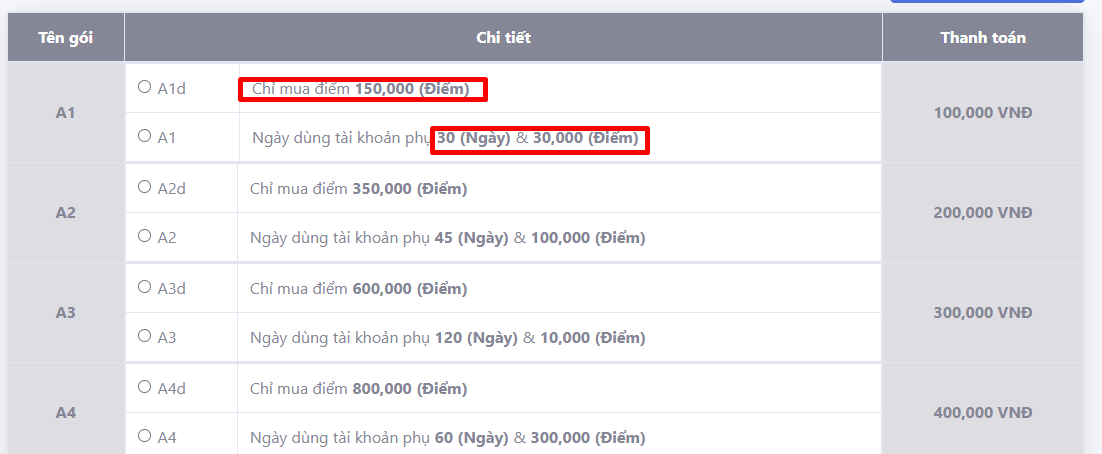 Tên gói Chi tiết Thanh toán
A1d Chỉ mua điểm 150,000 (Điểm)
A1 100,000 VNĐ
A1 Ngày dùng tài khoản phụ 30 (Ngày) & 30,000 (Điểm)
A2d Chỉ mua điểm 350,000 (Điểm)
A2 200,000 VNĐ
A2 Ngày dùng tài khoản phụ 45 (Ngày) & 100,000 (Điểm)
A3d Chỉ mua điểm 600,000 (Điểm)
A3 300,000 VNĐ
A3 Ngày dùng tài khoản phụ 120 (Ngày) & 10,000 (Điểm)
A4d Chỉ mua điểm 800,000 (Điểm)
A4 400,000 VNĐ
A4 Ngày dùng tài khoản phụ 60 (Ngày) & 300,000 (Điểm)